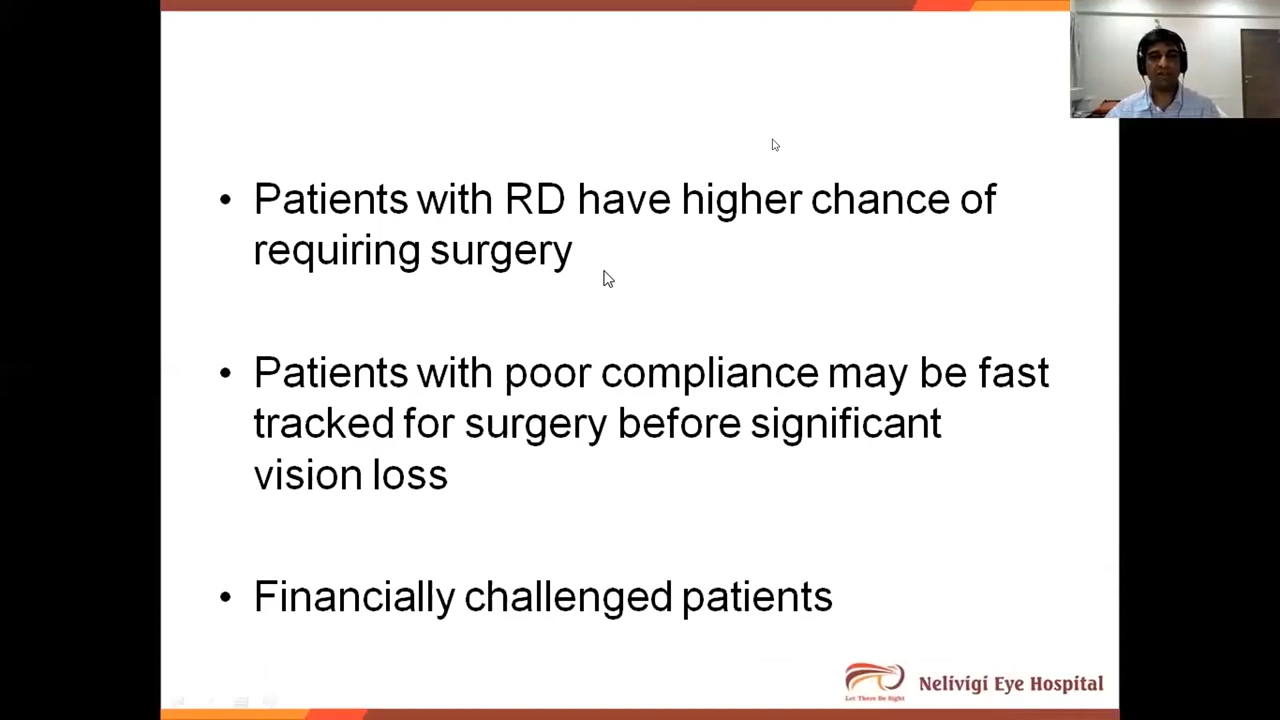 • Patients with RD have higher chance of
requiring surgery
• Patients with poor compliance may be fast
tracked for surgery before significant
vision loss
• Financially challenged patients
Let There Be Sight
Nelivigi Eye Hospital